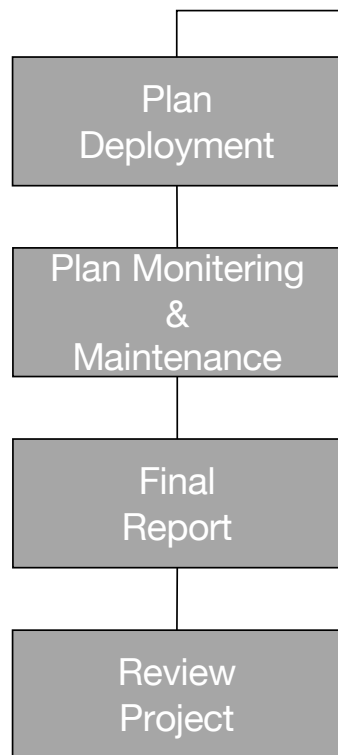 Plan
Deployment
Plan Monitering
&
Maintenance
Final
Report
Review
Project